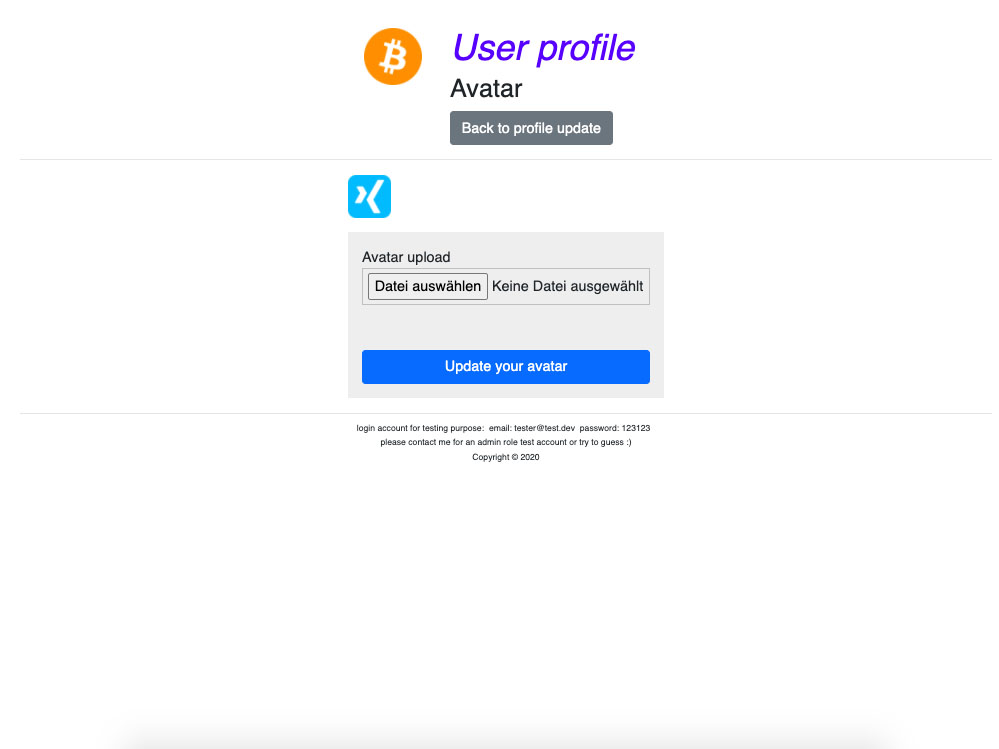 User profile
Avatar
Back to profile update
Avatar upload
Datei auswählen Keine Datei ausgewählt
Update your avatar
login account for testing purpose: email: tester@test.dev password: 123123
please contact me for an admin role test account or try to guess :)
Copyright © 2020